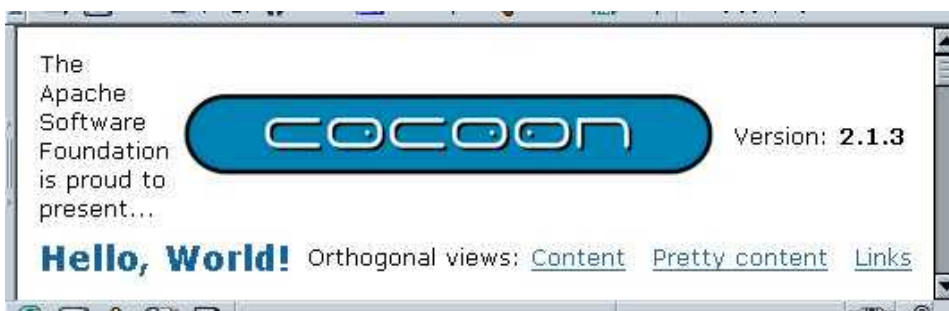 The
Apache
Software
Foundation
is proud to
present...
cocoon
Version: 2.1.3
Hello, World! Orthogonal views: Content Pretty content Links